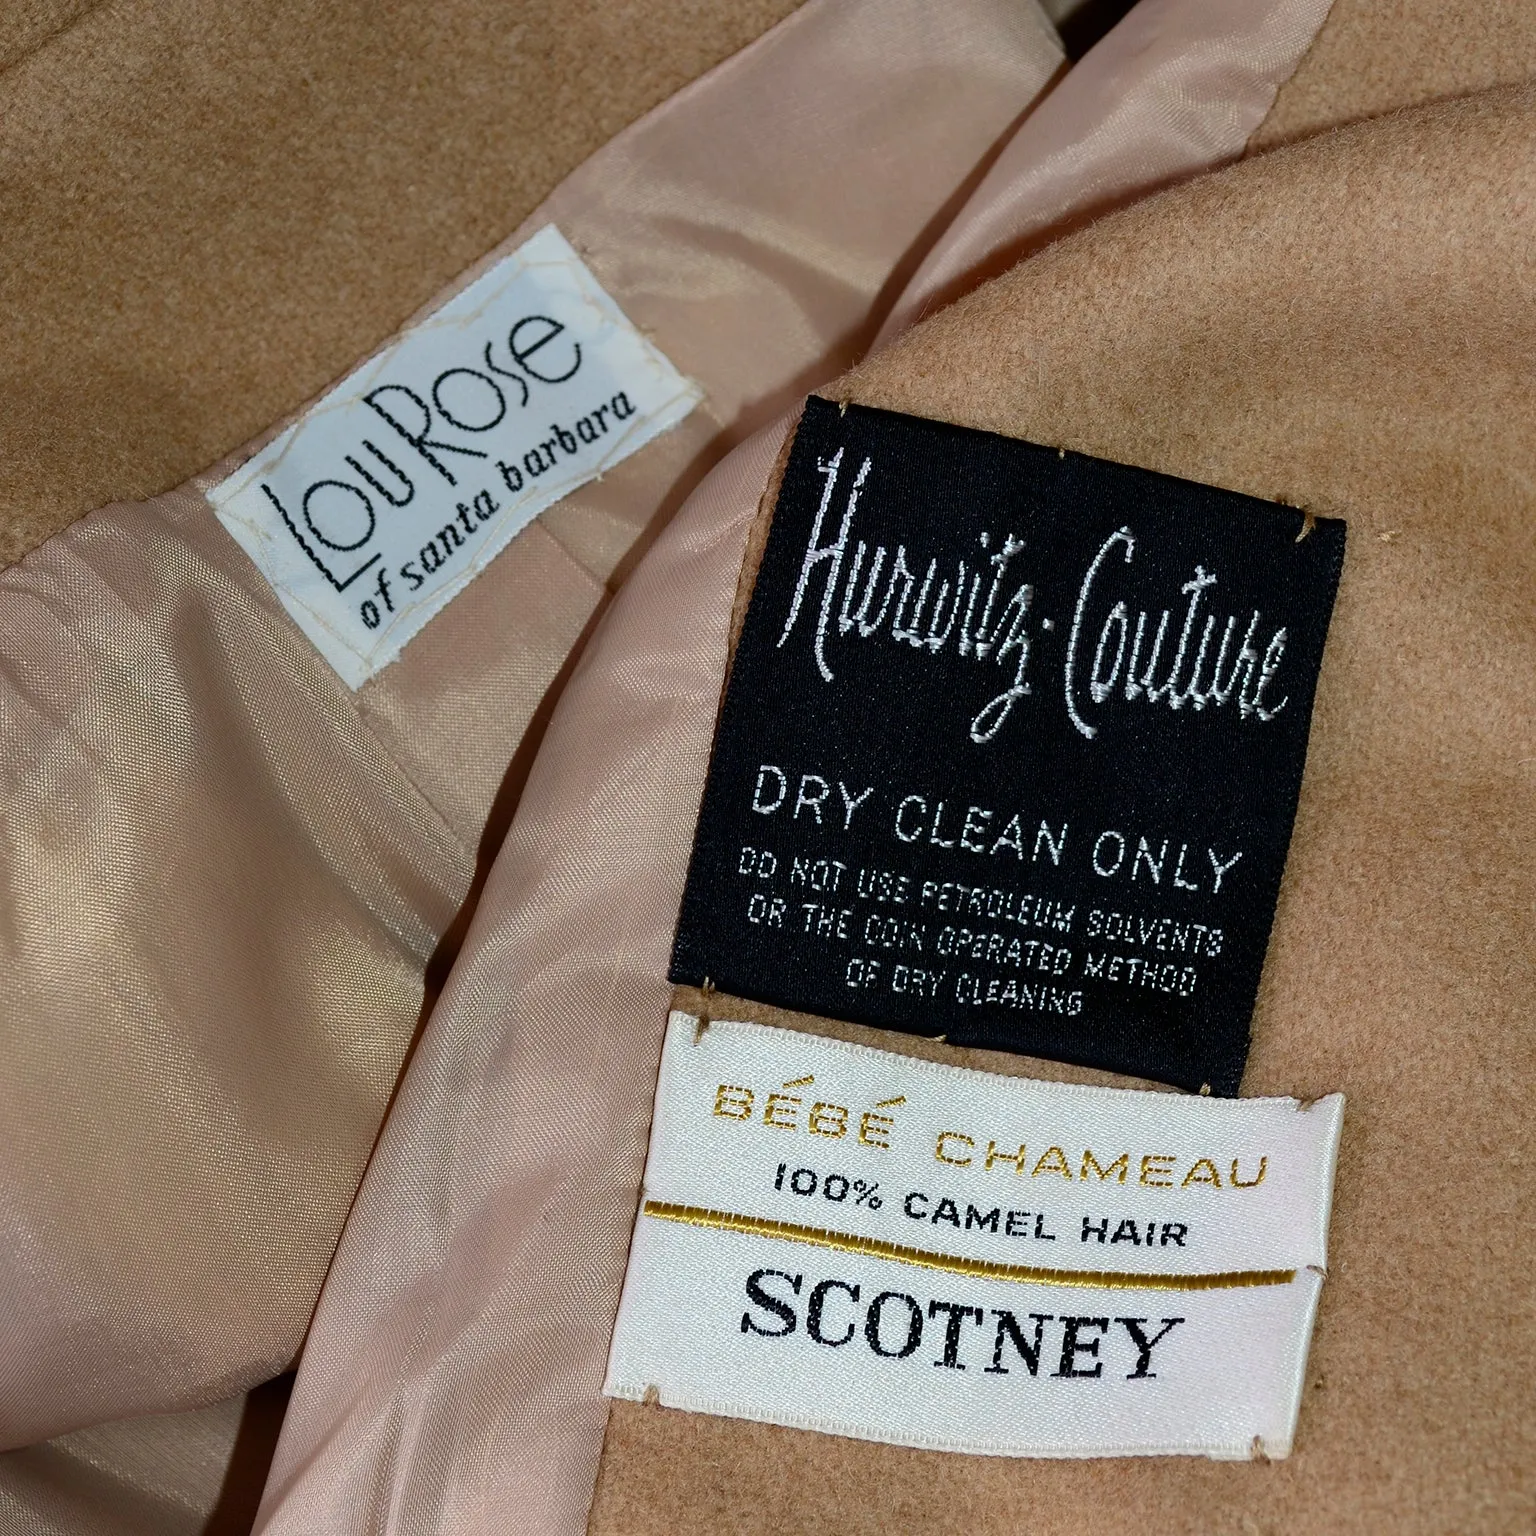 LOU ROSE
of santa barbara
Hurwitz·Couture
DRY CLEAN ONLY
DO NOT USE PETROLEUM SOLVENTS
OR THE COIN OPERATED METHOD
OF DRY CLEANING
BÉBÉ CHAMEAU
100% CAMEL HAIR
SCOTNEY